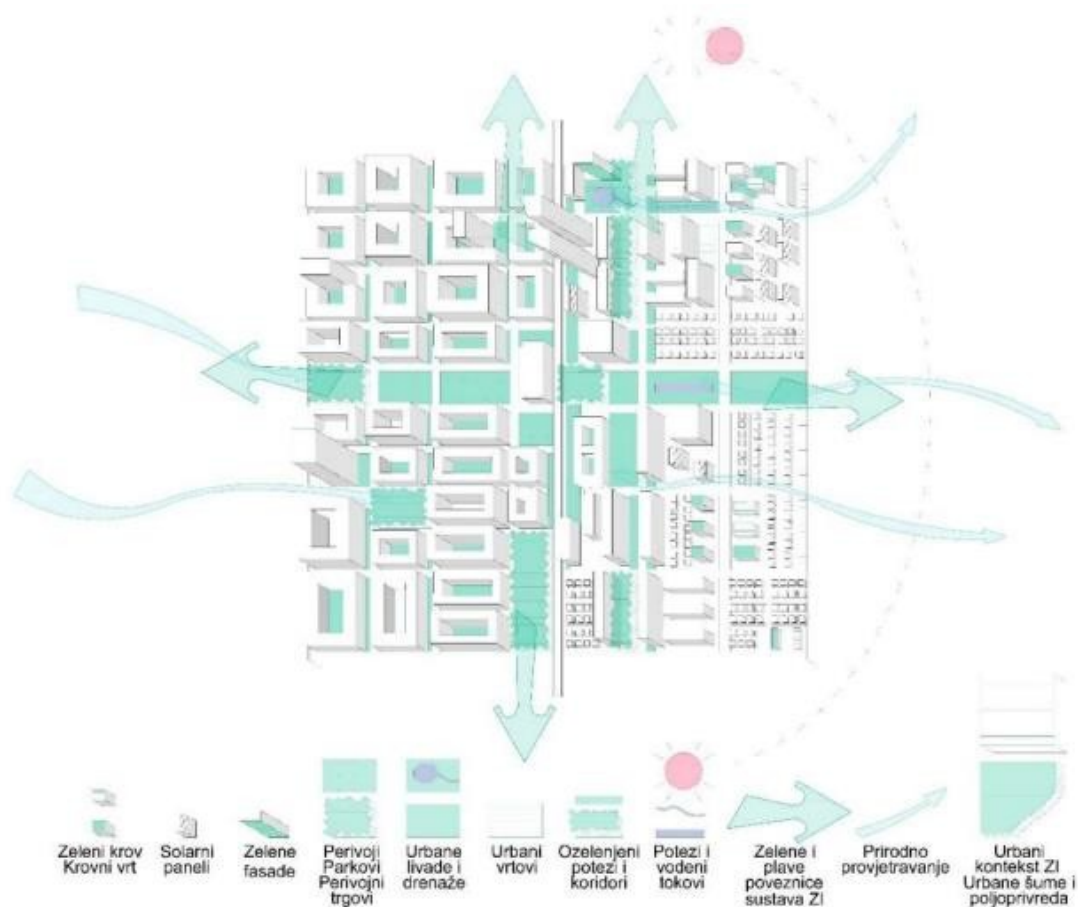 Zeleni krov
Krovni vrt
Solarni
paneli
Zelene
fasade
Perivoji
Parkovi
Perivojni
trgovi
Urbane
livade i
drenaže
Urbani
vrtovi
Ozelenjeni
potezi i
koridori
Potezi i
vodeni
tokovi
Zelene i
plave
poveznice
sustava ZI
Prirodno
provjetravanje
Urbani
kontekst ZI
Urbane šume i
poljoprivreda